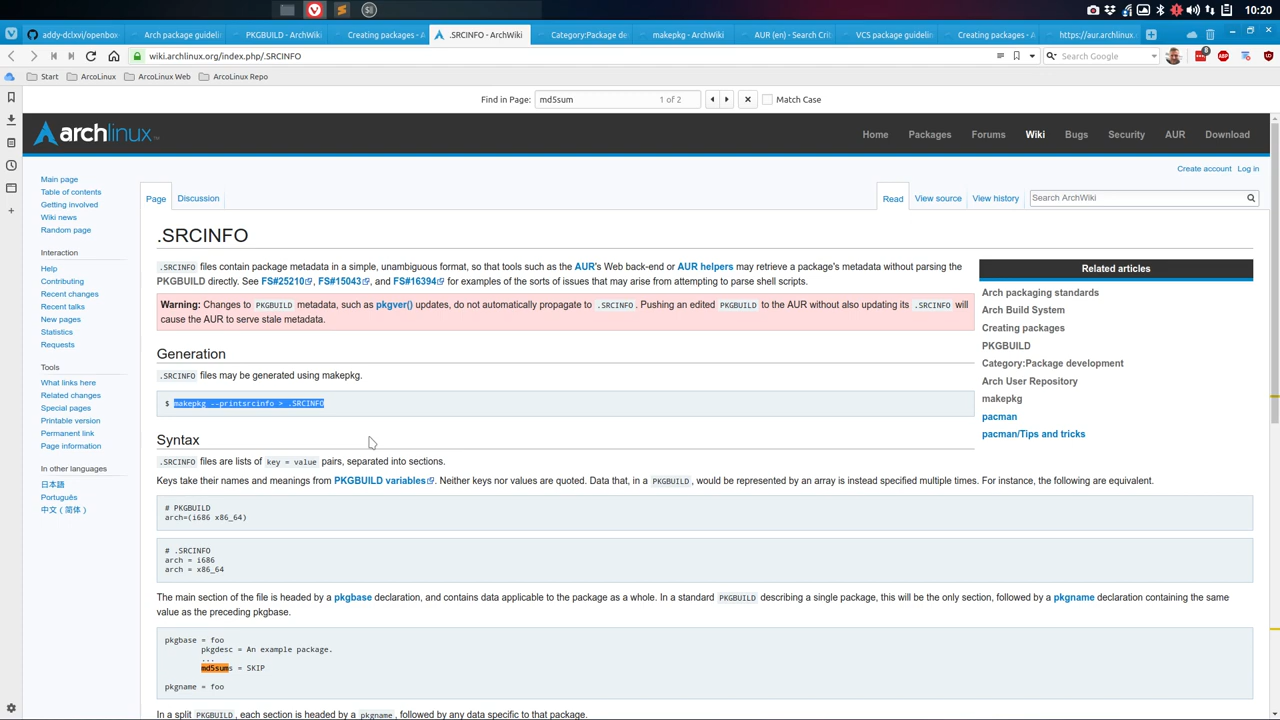 10:20
addy-dclxvi/openbox
Arch package guideli
PKGBUILD - ArchWiki
Creating packages - A
.SRCINFO - ArchWiki
Category:Package de
makepkg - ArchWiki
AUR (en) - Search Crit
VCS package guidelin
Creating packages - A
https://aur.archlinux.
wiki.archlinux.org/index.php/.SRCINFO
Search Google
8
ABP
Start
ArcoLinux
ArcoLinux Web
ArcoLinux Repo
Find in Page:
md5sum
1 of 2
Match Case
archlinux
Home
Packages
Forums
Wiki
Bugs
Security
AUR
Download
Create account
Log in
Page
Discussion
Read
View source
View history
Search ArchWiki
Main page
Table of contents
Getting involved
Wiki news
Random page
Interaction
Help
Contributing
Recent changes
Recent talks
New pages
Statistics
Requests
Tools
What links here
Related changes
Special pages
Printable version
Permanent link
Page information
In other languages
日本語
Português
中文（简体）
.SRCINFO
.SRCINFO files contain package metadata in a simple, unambiguous format, so that tools such as the AUR's Web back-end or AUR helpers may retrieve a package's metadata without parsing the
PKGBUILD directly. See FS#25210, FS#15043, and FS#16394 for examples of the sorts of issues that may arise from attempting to parse shell scripts.
Warning: Changes to PKGBUILD metadata, such as pkgver() updates, do not automatically propagate to .SRCINFO. Pushing an edited PKGBUILD to the AUR without also updating its .SRCINFO will
cause the AUR to serve stale metadata.
Related articles
Arch packaging standards
Arch Build System
Creating packages
PKGBUILD
Category:Package development
Arch User Repository
makepkg
pacman
pacman/Tips and tricks
Generation
.SRCINFO files may be generated using makepkg.
$ makepkg --printsrcinfo > .SRCINFO
Syntax
.SRCINFO files are lists of key = value pairs, separated into sections.
Keys take their names and meanings from PKGBUILD variables. Neither keys nor values are quoted. Data that, in a PKGBUILD, would be represented by an array is instead specified multiple times. For instance, the following are equivalent.
# PKGBUILD
arch=(i686 x86_64)
# .SRCINFO
arch = i686
arch = x86_64
The main section of the file is headed by a pkgbase declaration, and contains data applicable to the package as a whole. In a standard PKGBUILD describing a single package, this will be the only section, followed by a pkgname declaration containing the same
value as the preceding pkgbase.
pkgbase = foo
pkgdesc = An example package.
...
md5sums = SKIP
pkgname = foo
In a split PKGBUILD, each section is headed by a pkgname, followed by any data specific to that package.